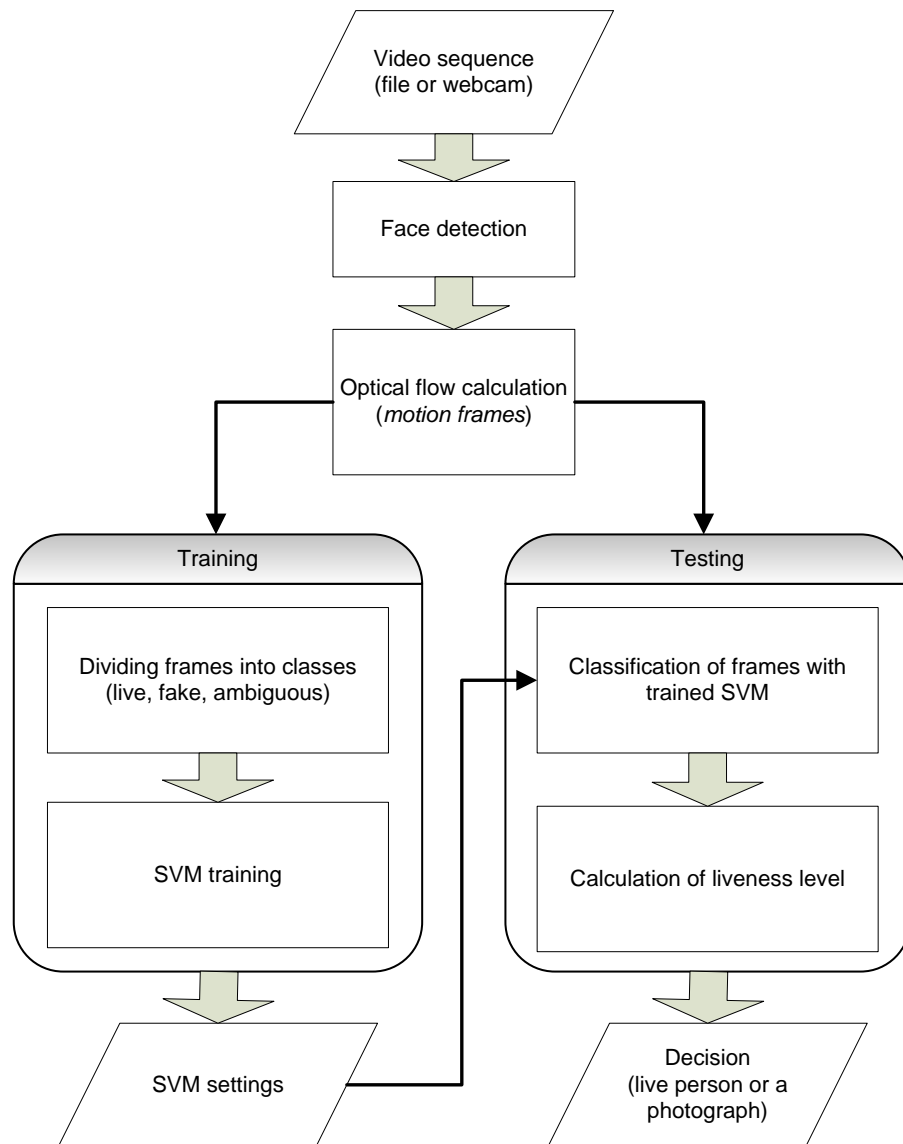 Video sequence
(file or webcam)
Face detection
Optical flow calculation
(motion frames)
Training
Dividing frames into classes
(live, fake, ambiguous)
SVM training
SVM settings
Testing
Classification of frames with
trained SVM
Calculation of liveness level
Decision
(live person or a
photograph)